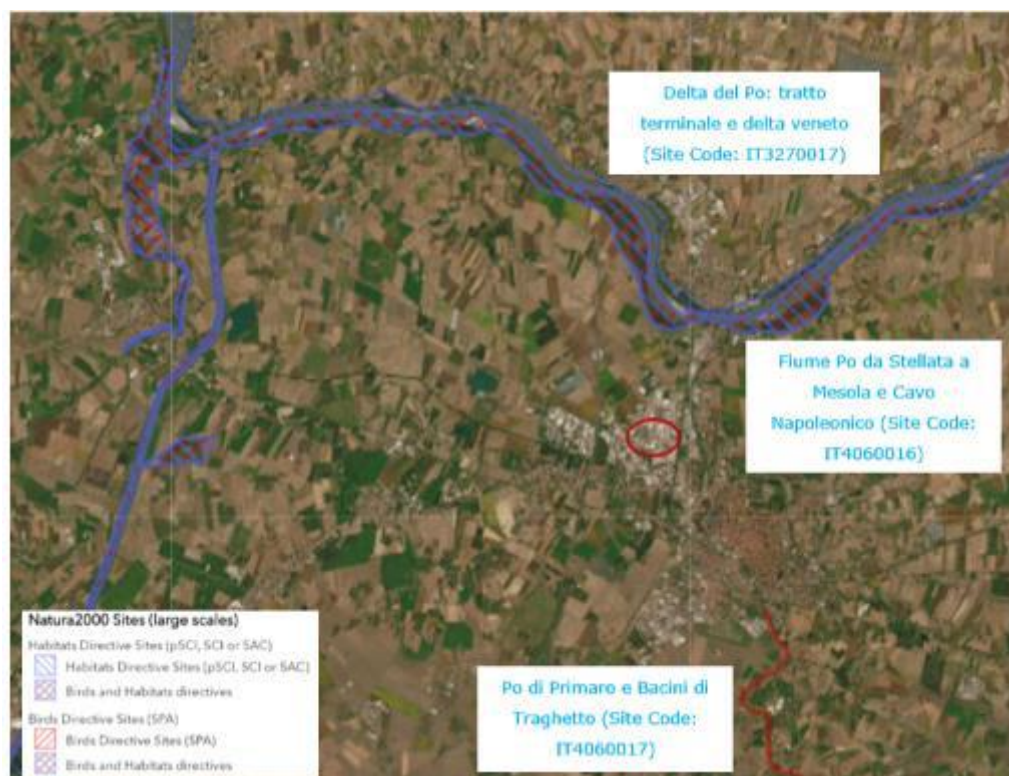 Delta del Po: tratto
terminale e delta veneto
(Site Code: IT3270017)
Fiume Po da Stellata a
Mesola e Cavo
Napoleonico (Site Code:
IT4060016)
Po di Primaro e Bacini di
Traghetto (Site Code:
IT4060017)
Natura2000 Sites (large scales)
Habitats Directive Sites (pSCI, SCI or SAC)
Habitats Directive Sites (pSCI, SCI or SAC)
Birds and Habitats directives
Birds Directive Sites (SPA)
Birds Directive Sites (SPA)
Birds and Habitats directives